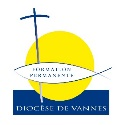 FORMATION
PERMANENTE
DIOCÈSE DE VANNES